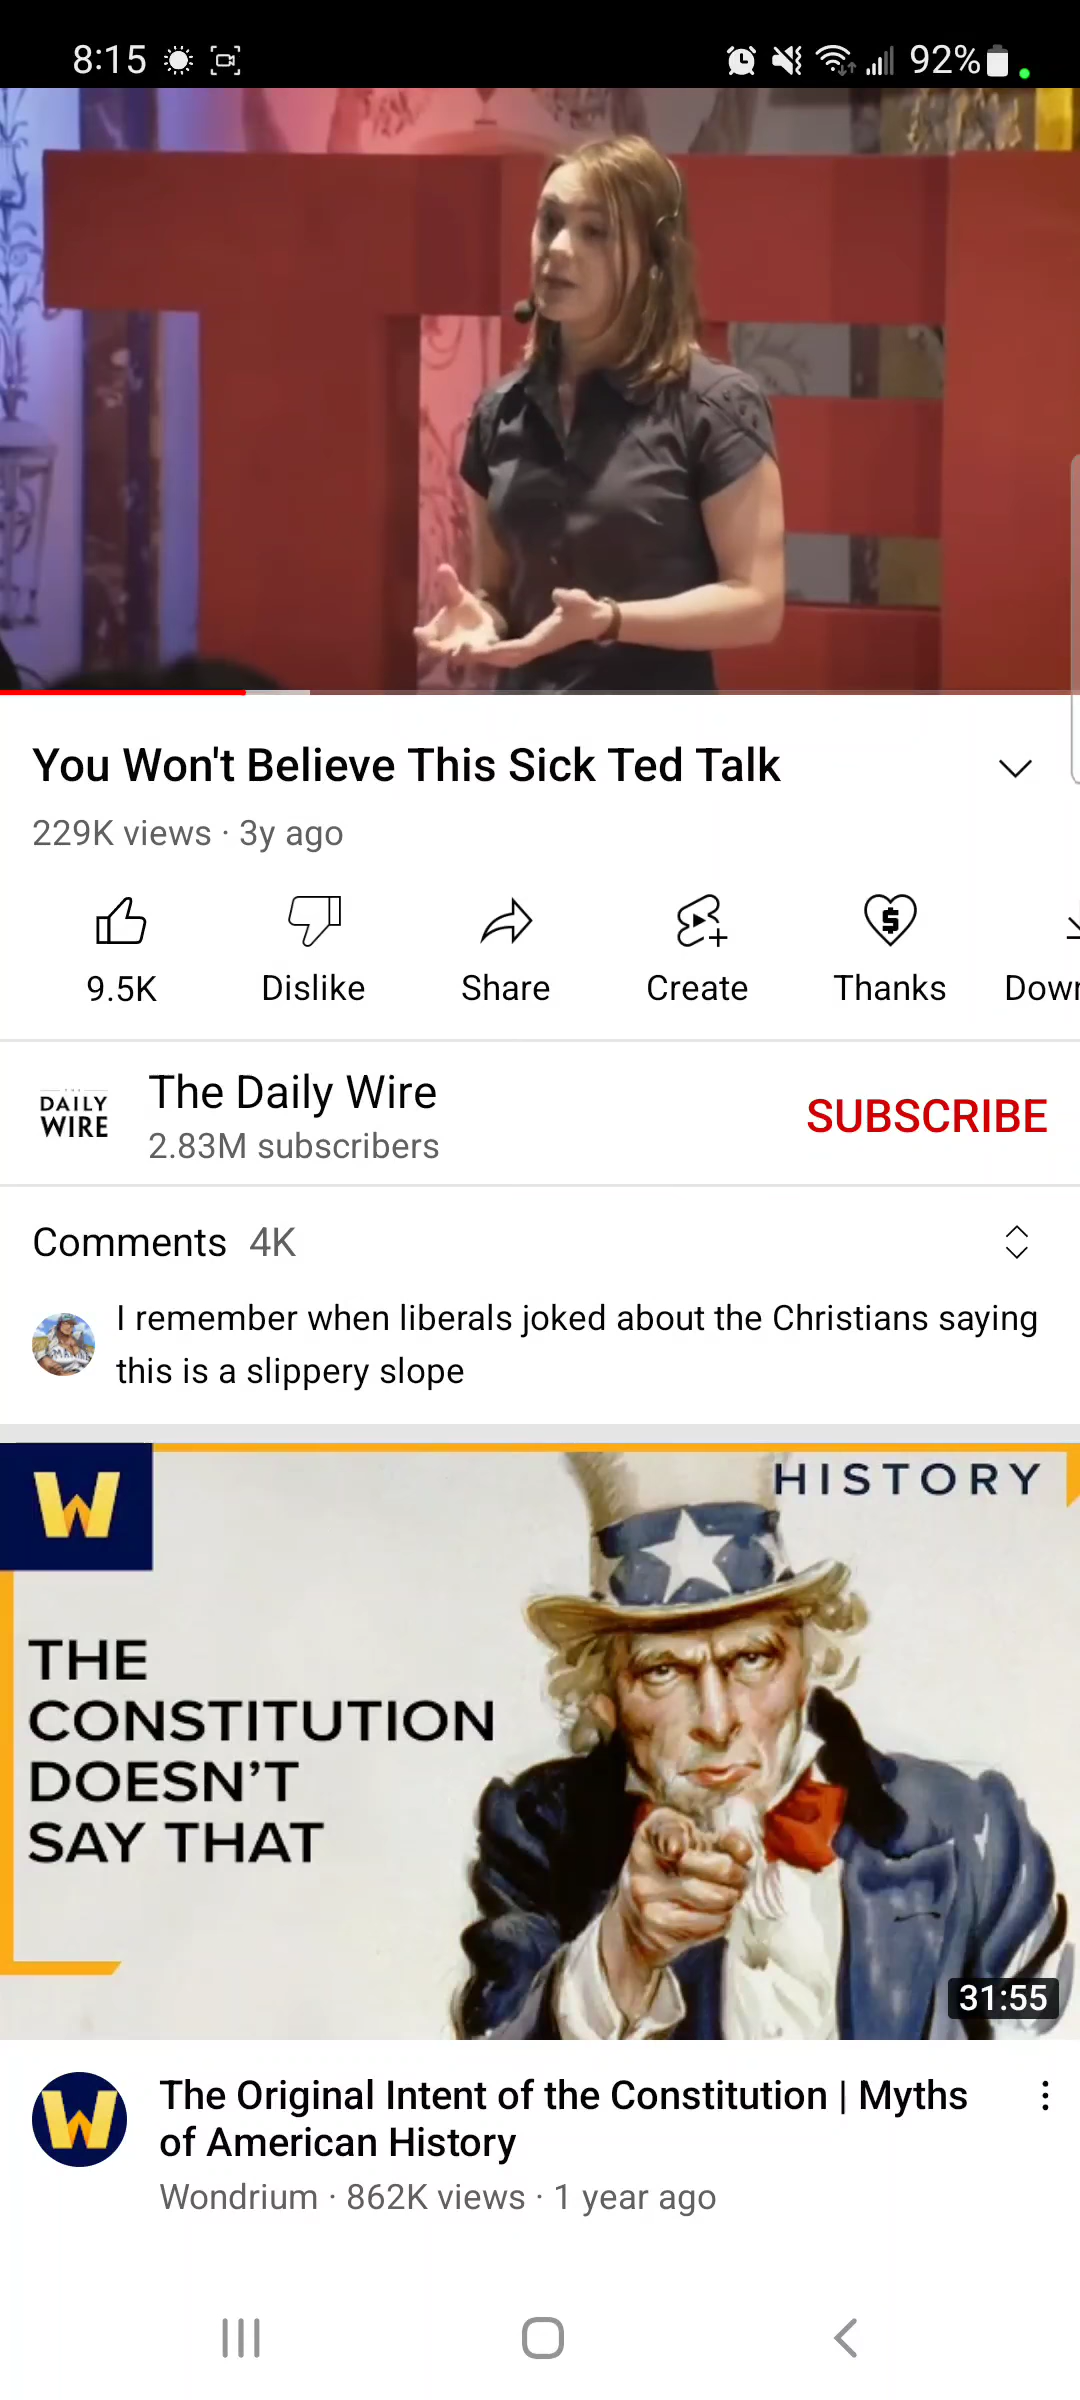 8:15
92%
TE
You Won't Believe This Sick Ted Talk
229K views · 3y ago
9.5K
Dislike
Share
Create
Thanks
Down
DAILY
WIRE
The Daily Wire
2.83M subscribers
SUBSCRIBE
Comments 4K
I remember when liberals joked about the Christians saying
this is a slippery slope
W
HISTORY
THE
CONSTITUTION
DOESN'T
SAY THAT
31:55
W
The Original Intent of the Constitution | Myths
of American History
Wondrium · 862K views · 1 year ago